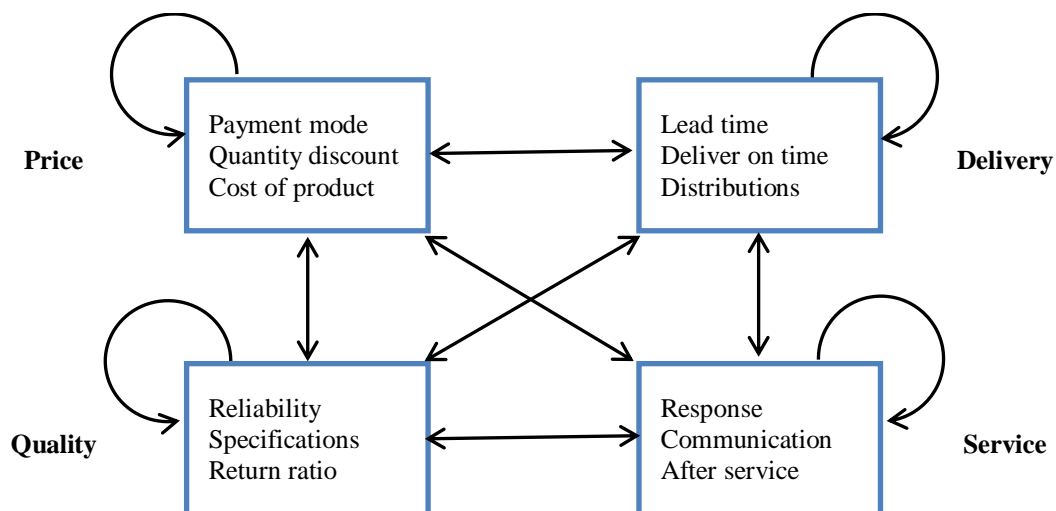 Price
Payment mode
Quantity discount
Cost of product
Lead time
Deliver on time
Distributions
Delivery
Quality
Reliability
Specifications
Return ratio
Response
Communication
After service
Service